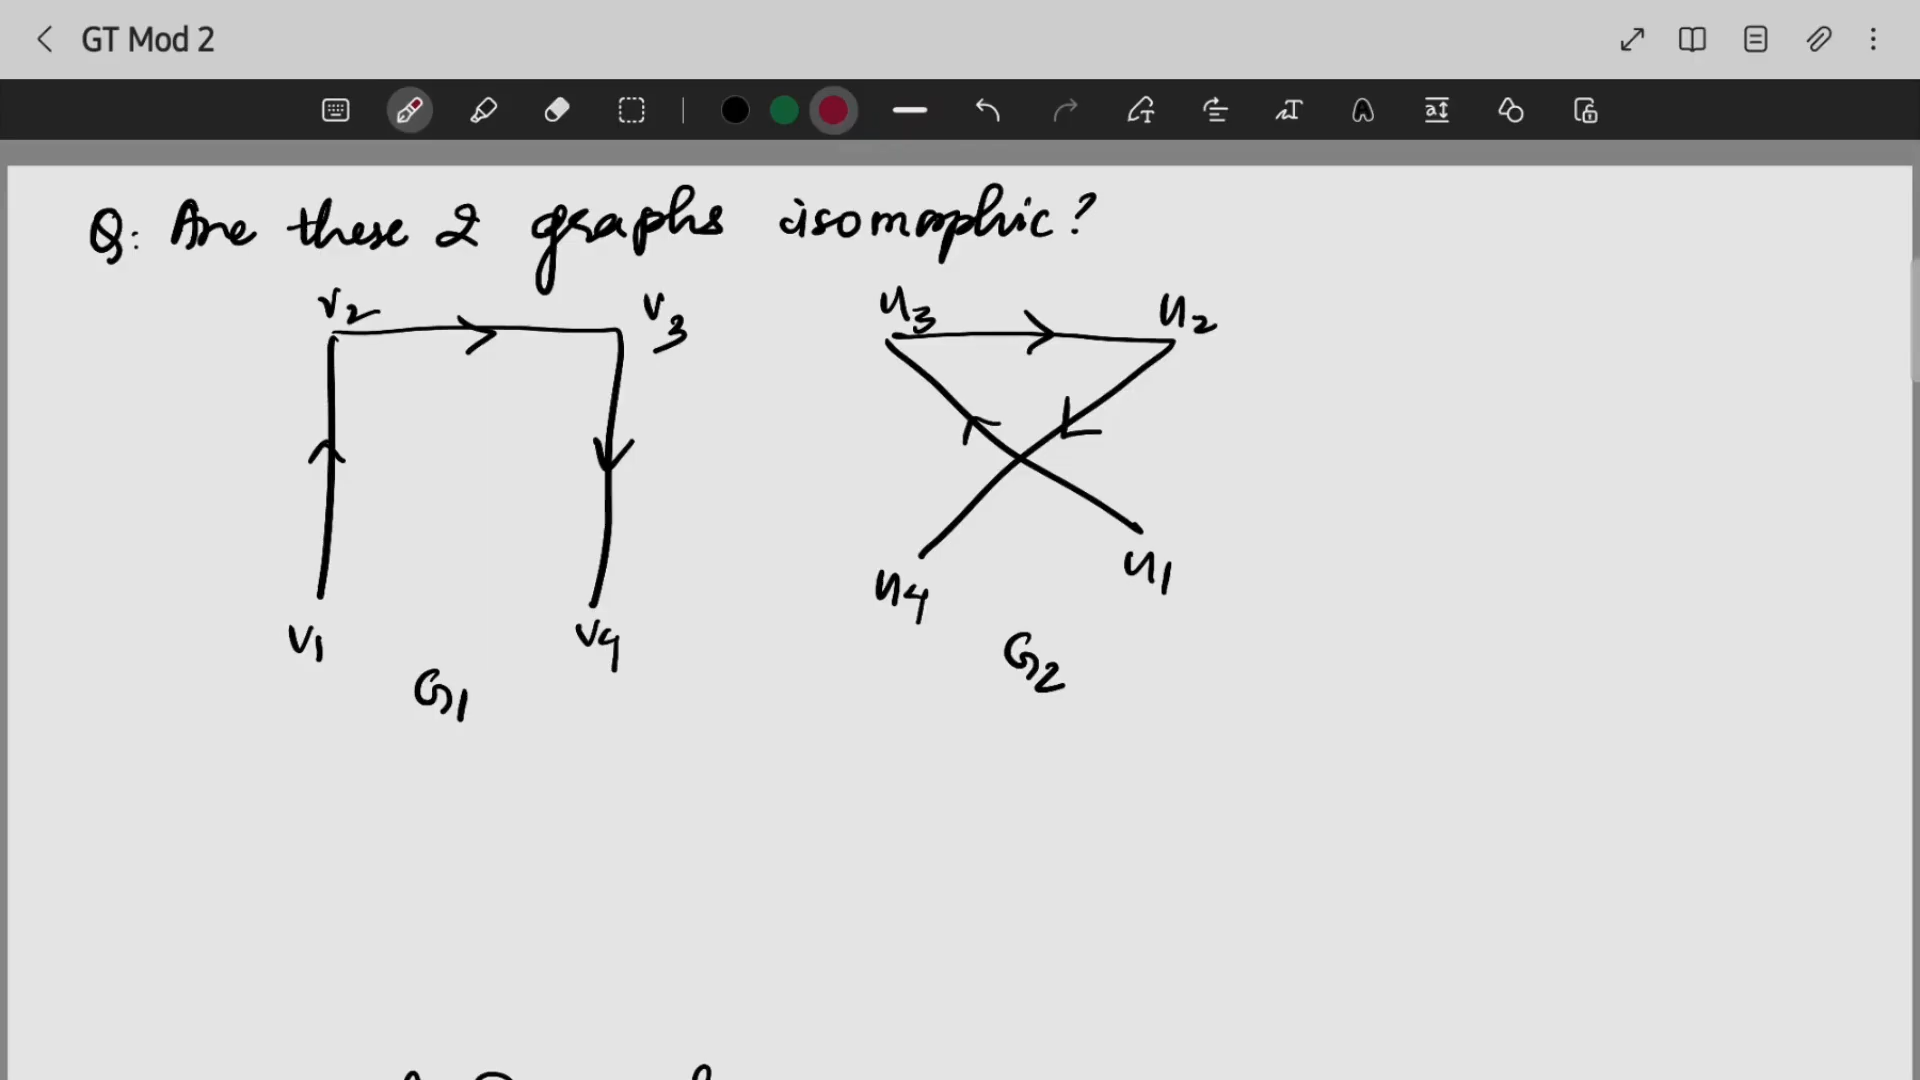 GT Mod 2
Q: Are these 2 graphs isomorphic?
v2 v3 u3 u2
v1 v4 u4 u1
G1 G2